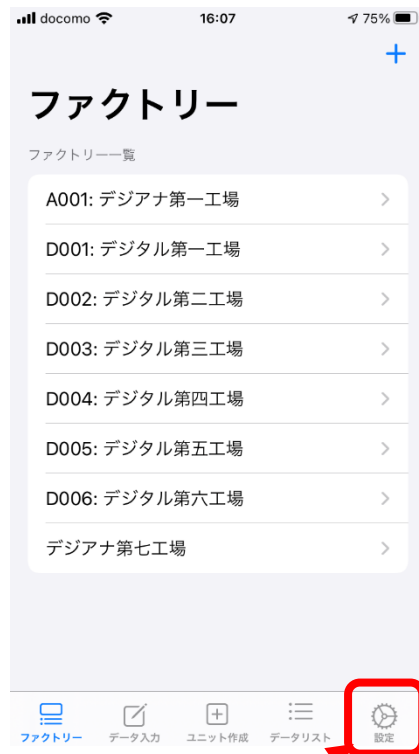 docomo 16:07 75%
ファクトリー
ファクトリー一覧
A001: デジアナ第一工場
D001: デジタル第一工場
D002: デジタル第二工場
D003: デジタル第三工場
D004: デジタル第四工場
D005: デジタル第五工場
D006: デジタル第六工場
デジアナ第七工場
ファクトリー データ入力 ユニット作成 データリスト 設定